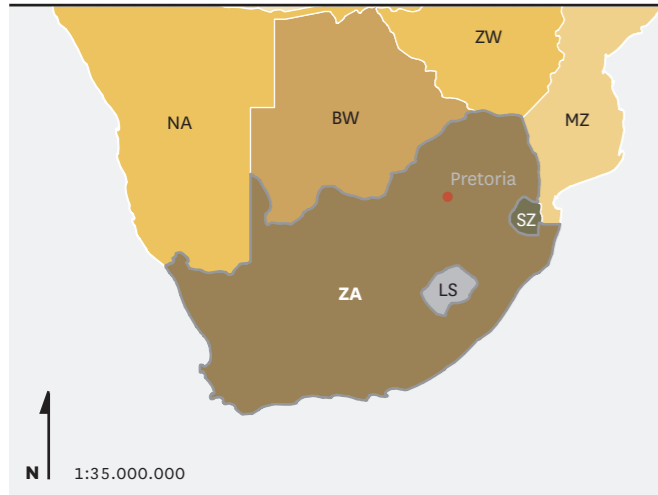 ZW
NA
BW
MZ
Pretoria
SZ
ZA
LS
N
1:35.000.000